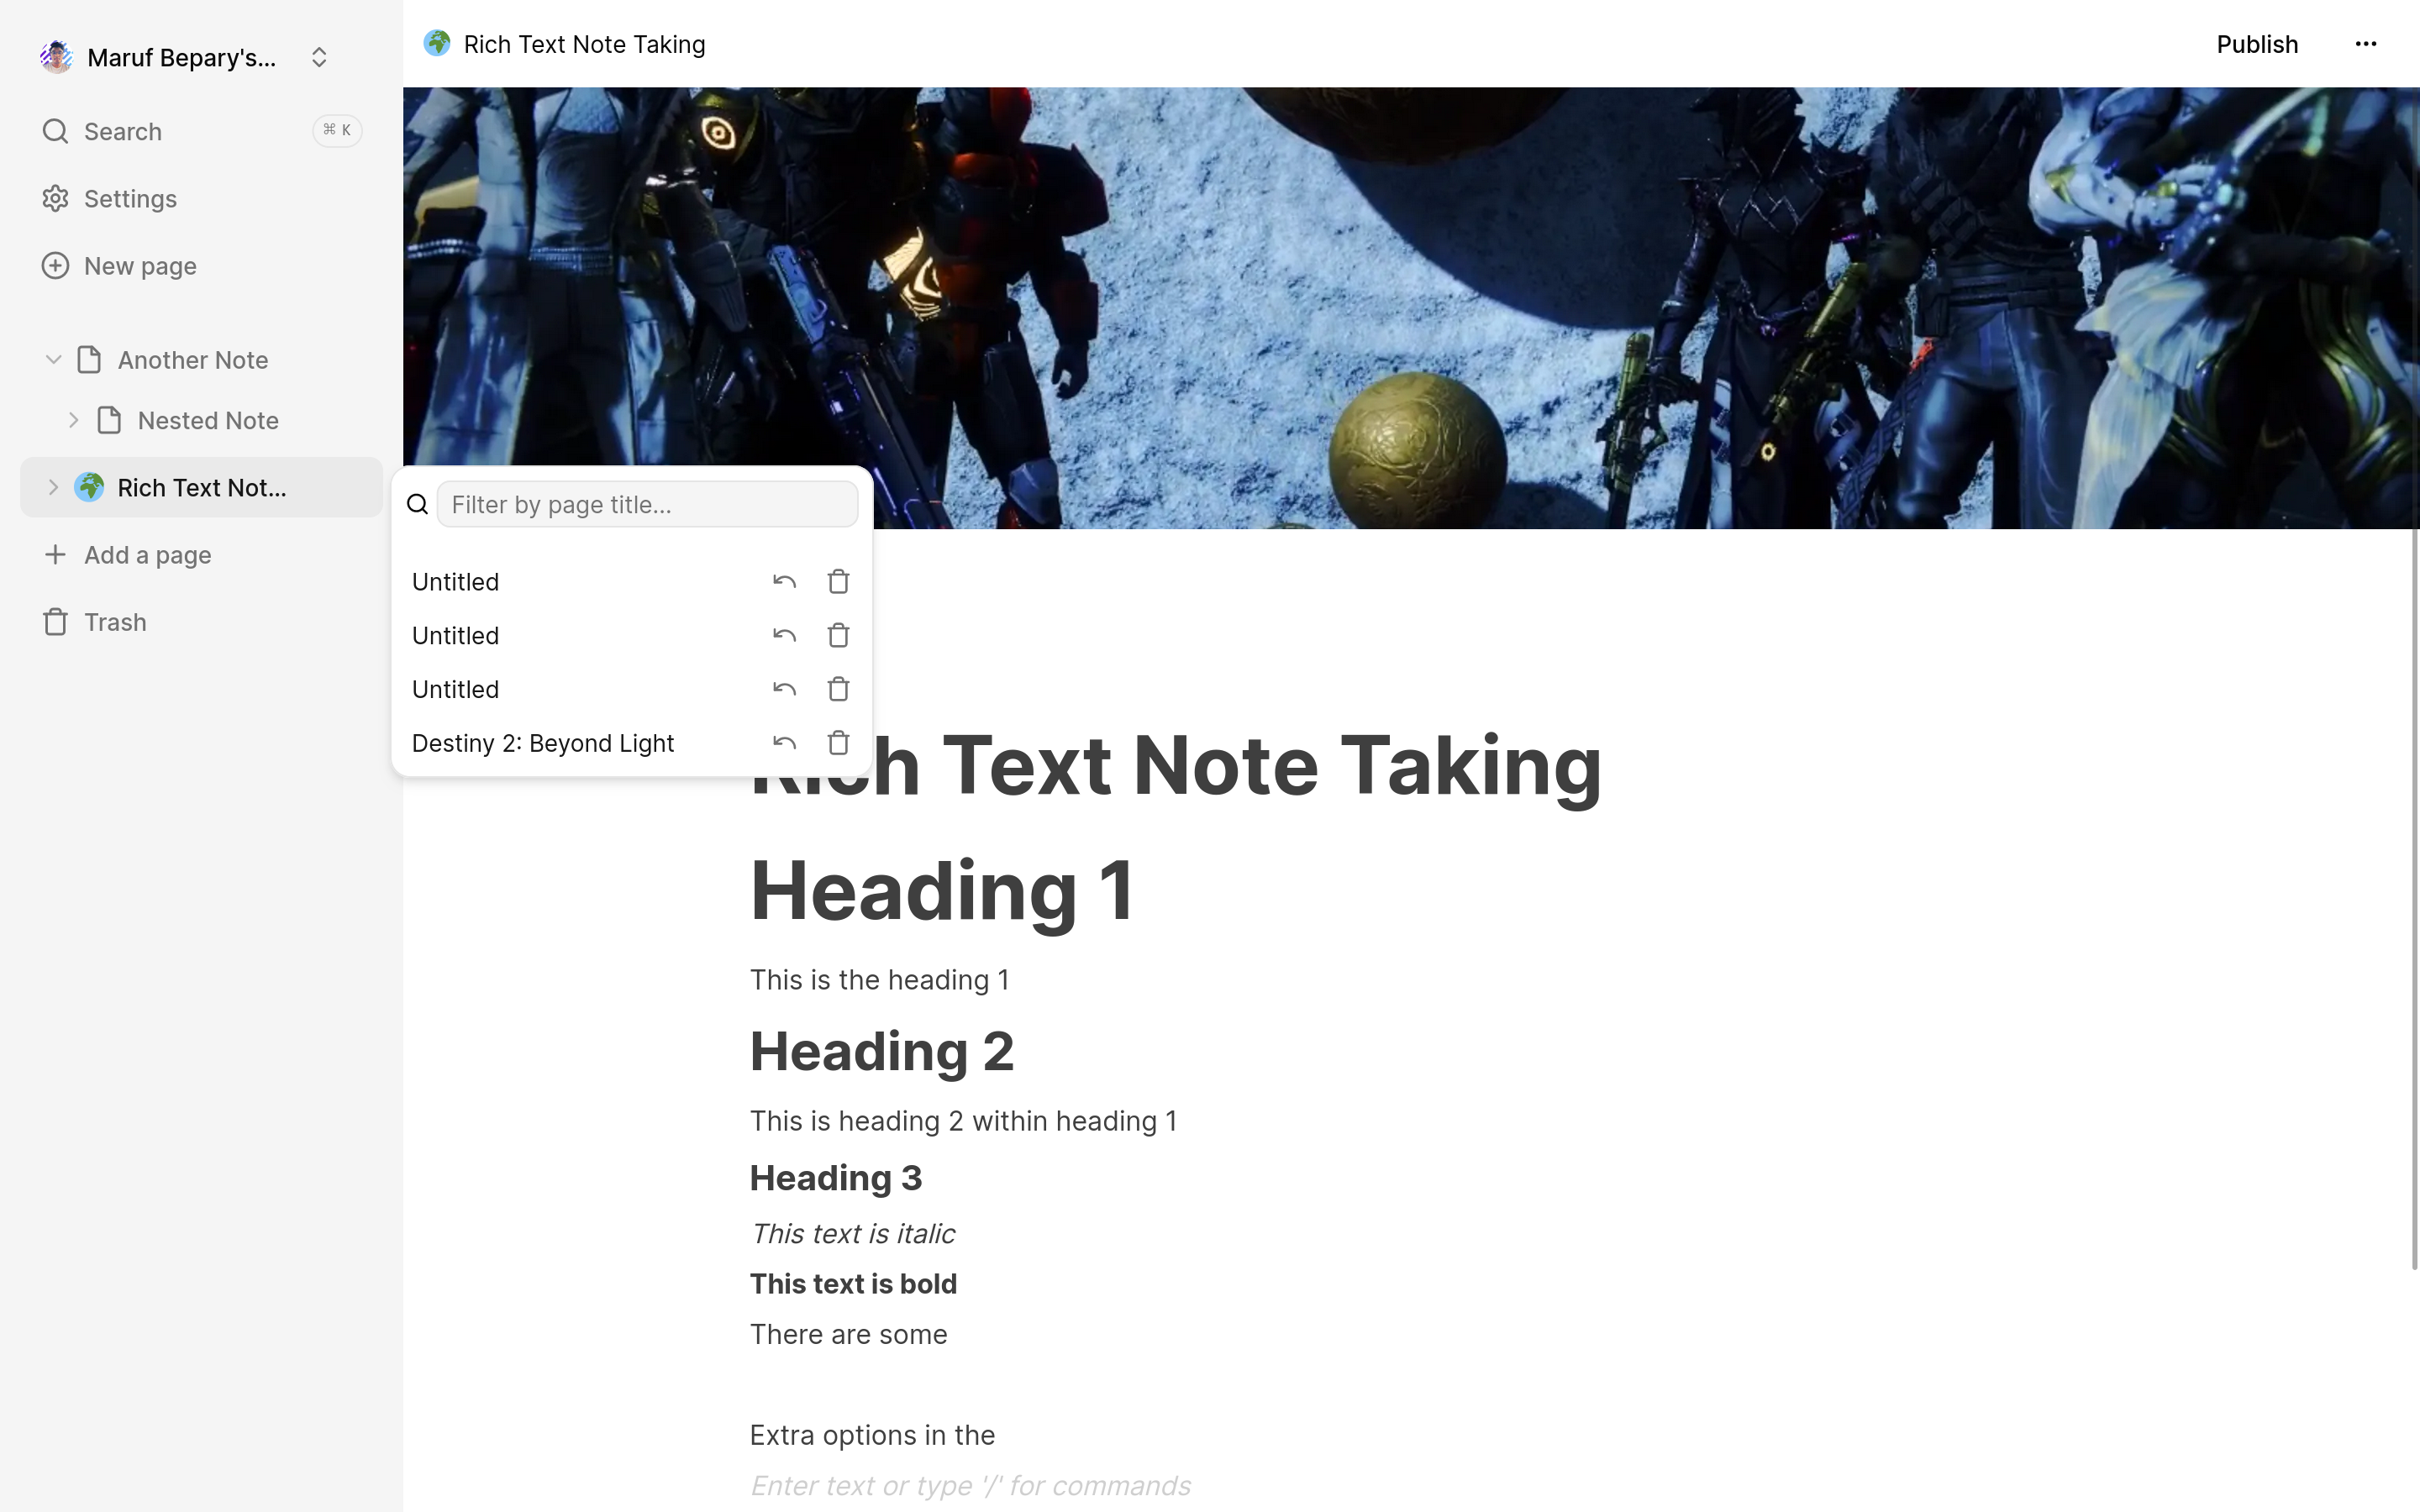 Maruf Bepary's...
Search ⌘ K
Settings
New page
Another Note
Nested Note
Rich Text Not...
Add a page
Trash
Rich Text Note Taking
Publish
Filter by page title...
Untitled
Untitled
Untitled
Destiny 2: Beyond Light
Rich Text Note Taking
Heading 1
This is the heading 1
Heading 2
This is heading 2 within heading 1
Heading 3
This text is italic
This text is bold
There are some
Extra options in the
Enter text or type '/' for commands